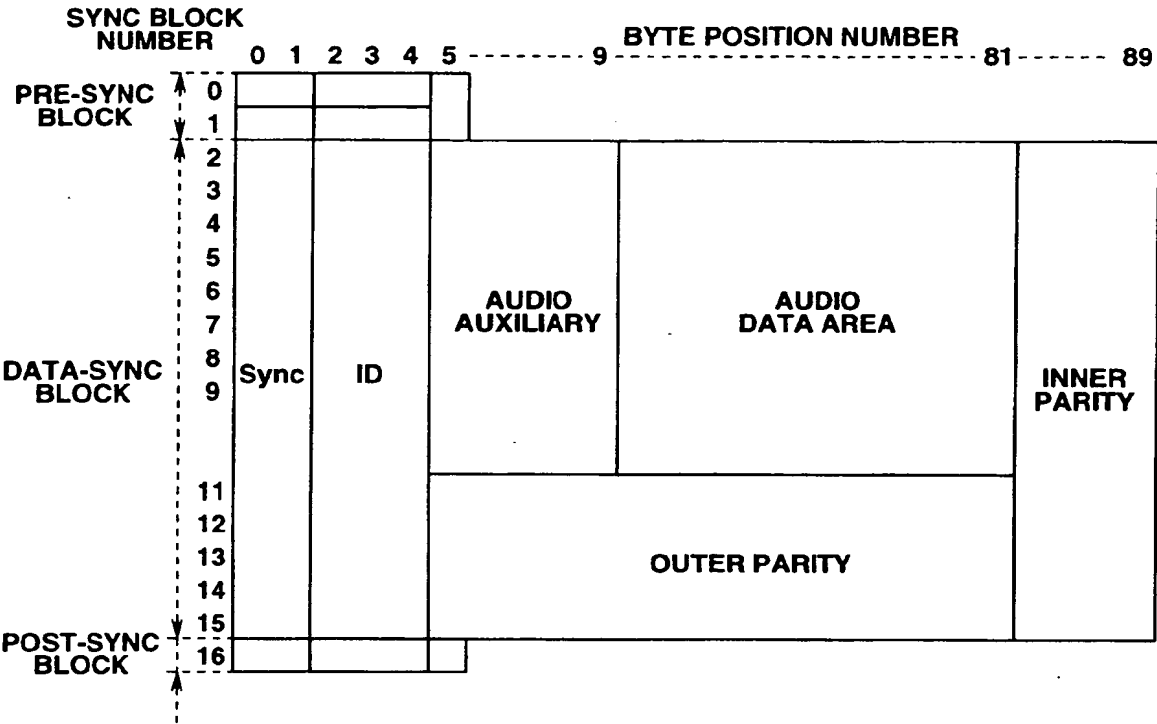 SYNC BLOCK
NUMBER
BYTE POSITION NUMBER
0 1 2 3 4 5 9 81 89
PRE-SYNC
BLOCK
0
1
2
3
4
5
6
7
8
9
11
12
13
14
15
16
DATA-SYNC
BLOCK
Sync
ID
AUDIO
AUXILIARY
AUDIO
DATA AREA
INNER
PARITY
OUTER PARITY
POST-SYNC
BLOCK